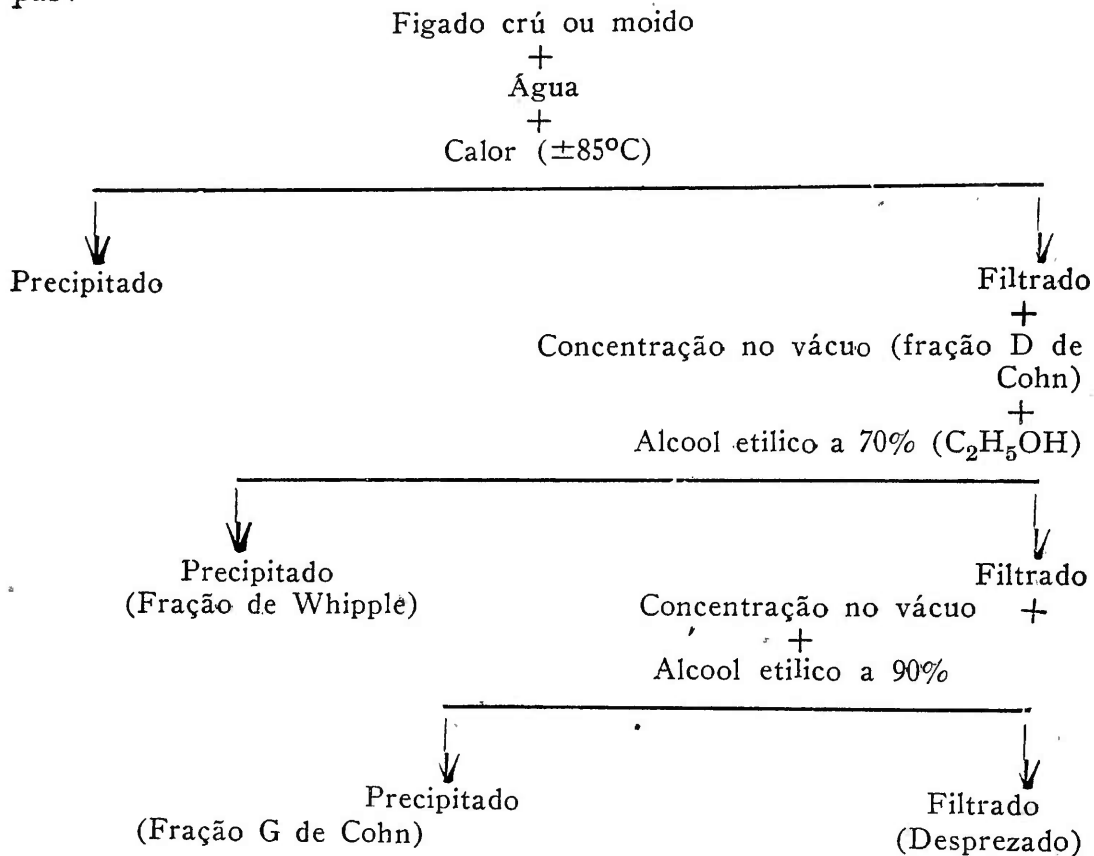 pas:
Figado crú ou moido
+
Água
+
Calor (±85ºC)
Precipitado
Filtrado
+
Concentração no vácuo (fração D de
Cohn)
+
Alcool etilico a 70% (C₂H₅OH)
Precipitado
(Fração de Whipple)
Filtrado
Concentração no vácuo +
+
Alcool etilico a 90%
Precipitado
(Fração G de Cohn)
Filtrado
(Desprezado)